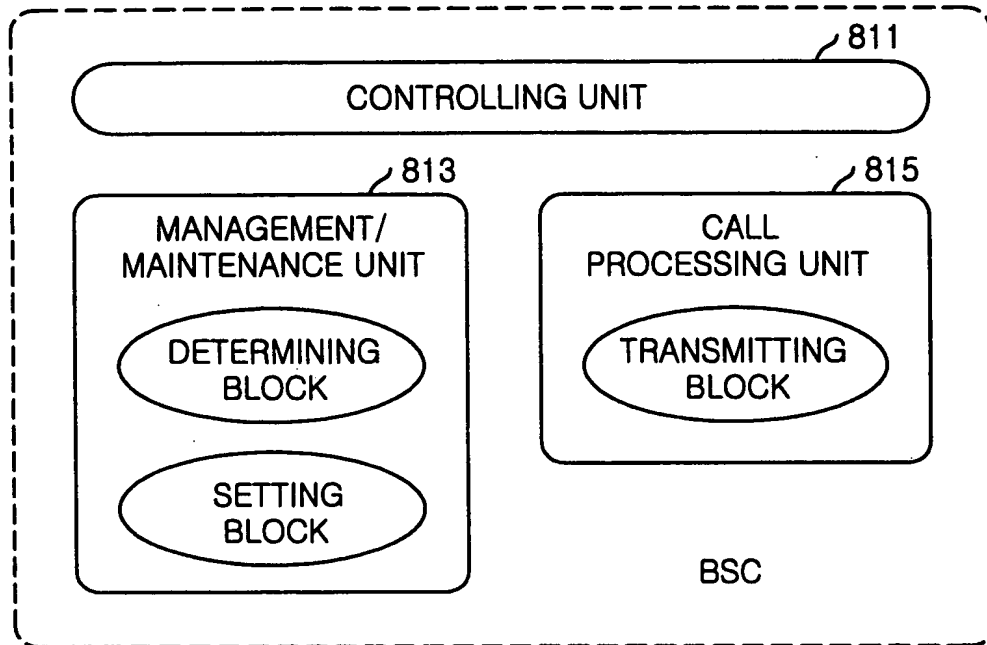 811
CONTROLLING UNIT
813
MANAGEMENT/
MAINTENANCE UNIT
DETERMINING
BLOCK
SETTING
BLOCK
815
CALL
PROCESSING UNIT
TRANSMITTING
BLOCK
BSC